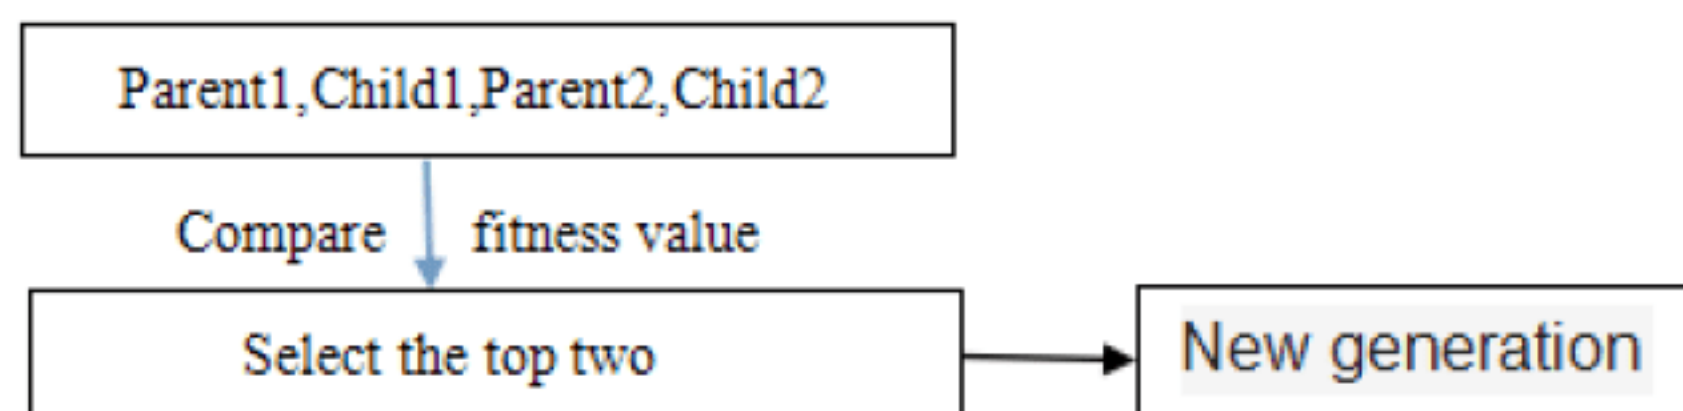 Parent1,Child1,Parent2,Child2
Compare fitness value
Select the top two
New generation